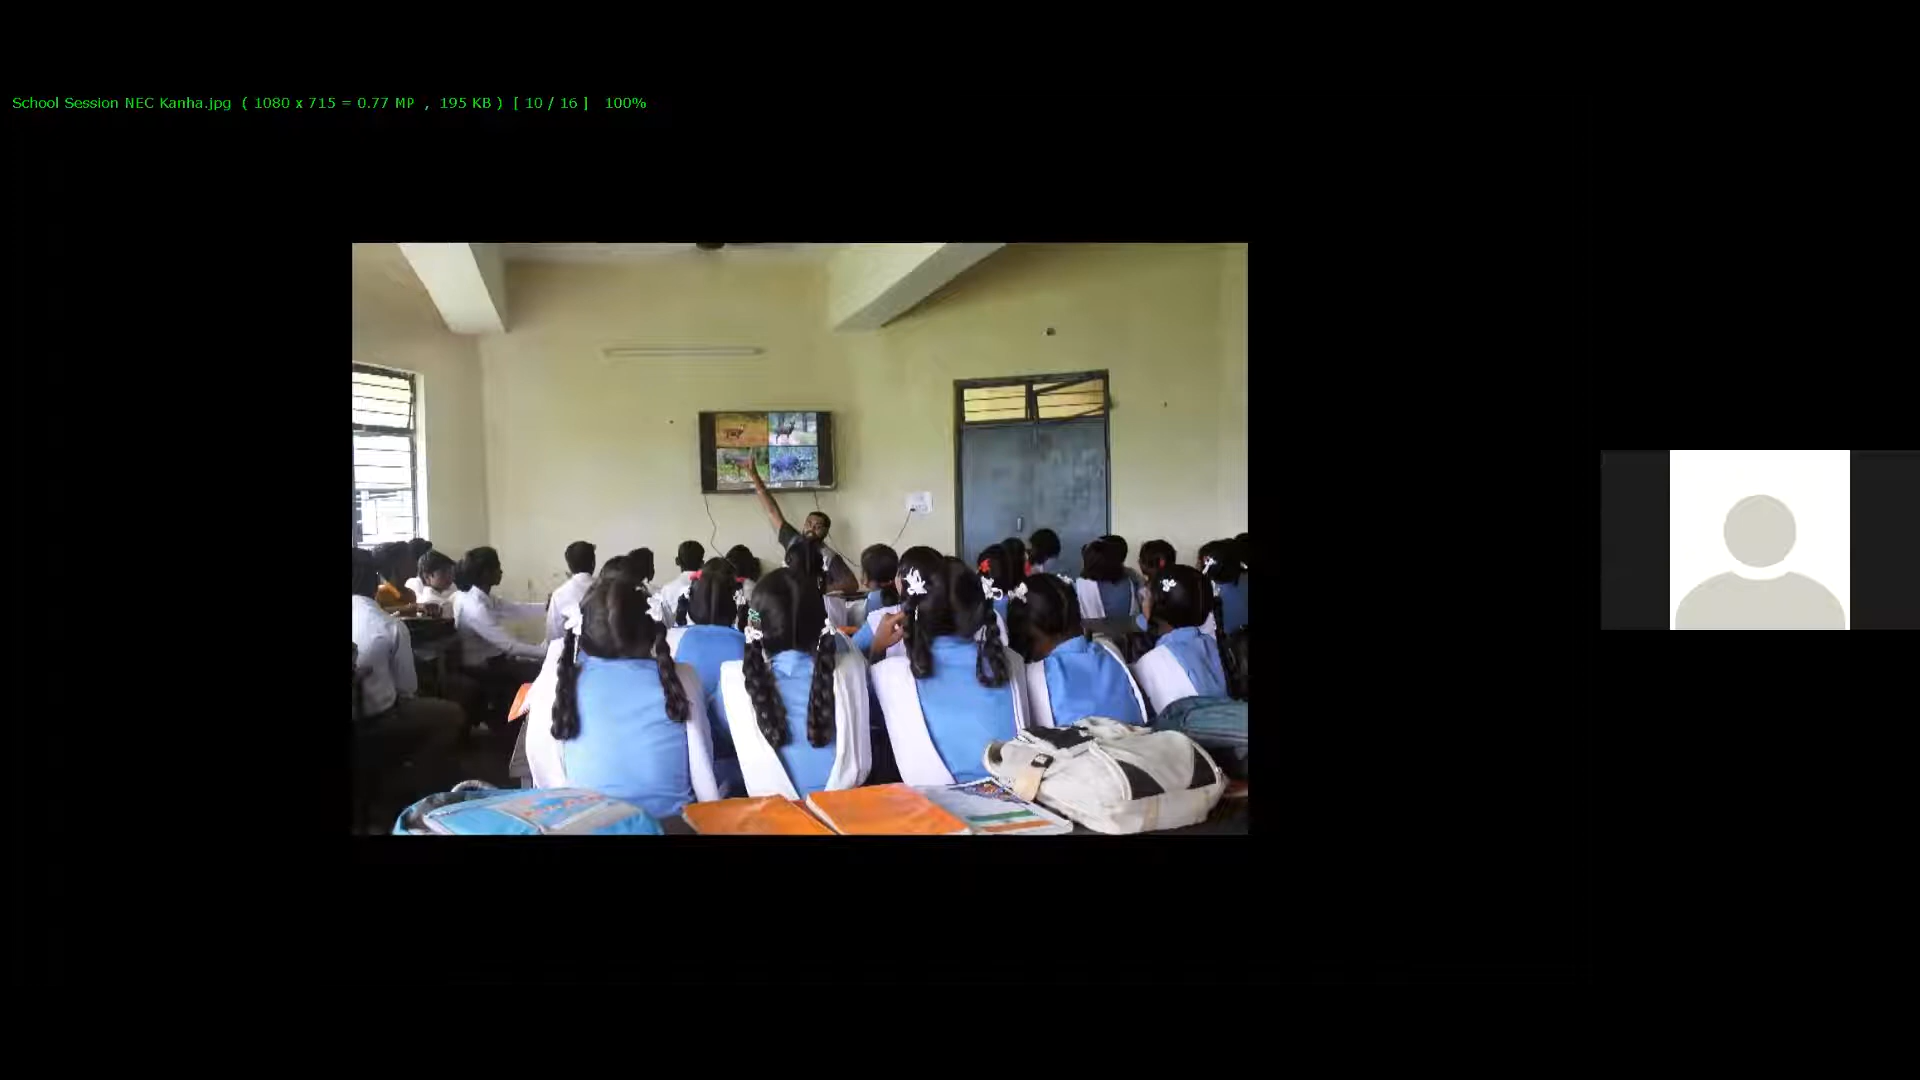 School Session NEC Kanha.jpg ( 1080 x 715 = 0.77 MP , 195 KB ) [ 10 / 16 ] 100%